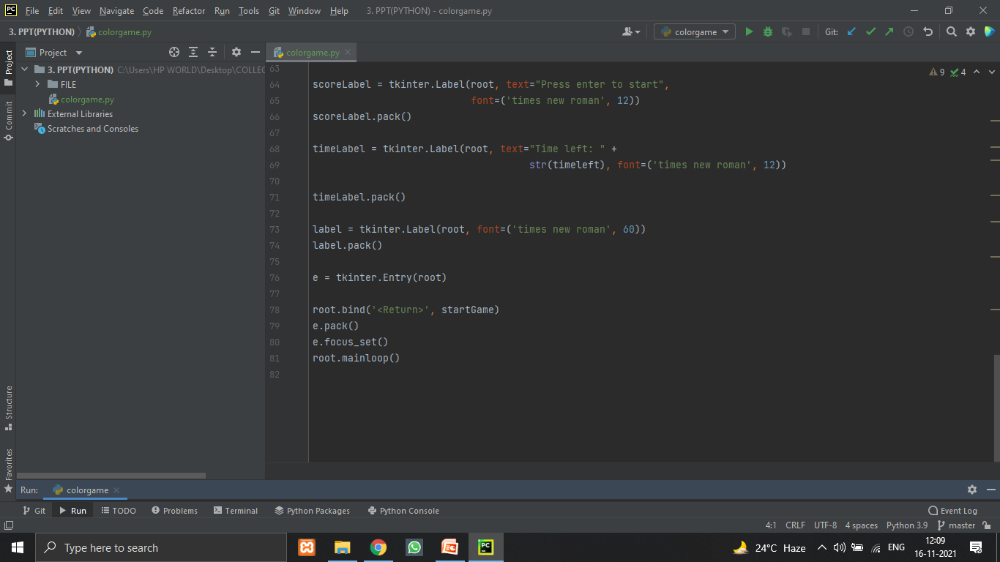 PC File Edit View Navigate Code Refactor Run Tools Git Window Help 3. PPT(PYTHON) - colorgame.py
3. PPT(PYTHON) colorgame.py colorgame Git:
Project colorgame.py
Project
Commit
Structure
Favorites
3. PPT(PYTHON) C:\Users\HP WORLD\Desktop\COLLEG
FILE
colorgame.py
External Libraries
Scratches and Consoles
9 4
63
64 scoreLabel = tkinter.Label(root, text="Press enter to start",
65 font=('times new roman', 12))
66 scoreLabel.pack()
67
68 timeLabel = tkinter.Label(root, text="Time left: " +
69 str(timeleft), font=('times new roman', 12))
70
71 timeLabel.pack()
72
73 label = tkinter.Label(root, font=('times new roman', 60))
74 label.pack()
75
76 e = tkinter.Entry(root)
77
78 root.bind('<Return>', startGame)
79 e.pack()
80 e.focus_set()
81 root.mainloop()
82
Run: colorgame
Git Run TODO Problems Terminal Python Packages Python Console Event Log
4:1 CRLF UTF-8 4 spaces Python 3.9 master
Type here to search PC 24°C Haze ENG 12:09
16-11-2021